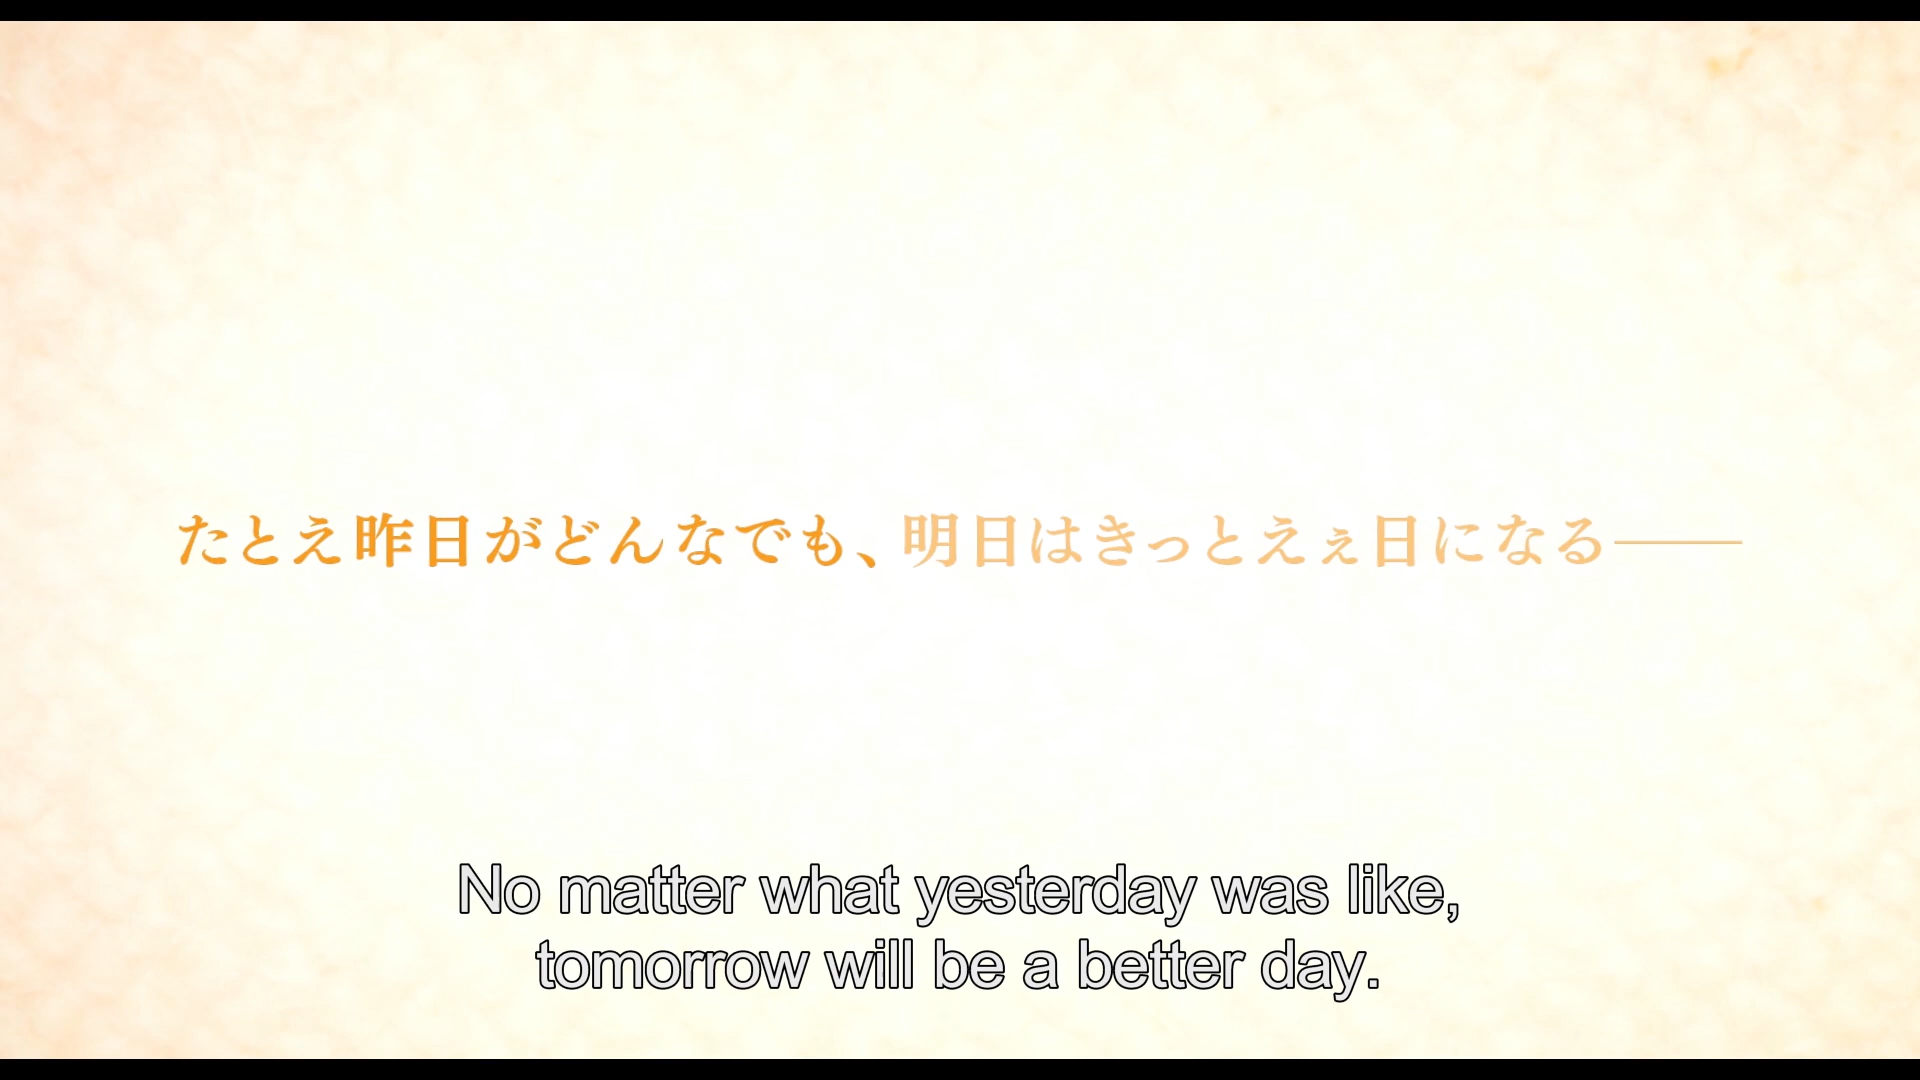 たとえ昨日がどんなでも、明日はきっとえぇ日になる――
No matter what yesterday was like,
tomorrow will be a better day.